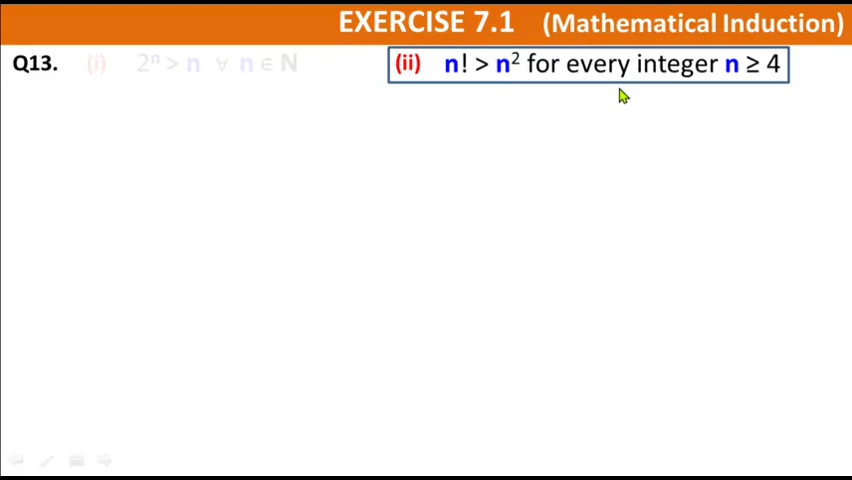 EXERCISE 7.1 (Mathematical Induction)
Q13. (i) 2ⁿ > n ∀ n ∈ N (ii) n! > n² for every integer n ≥ 4